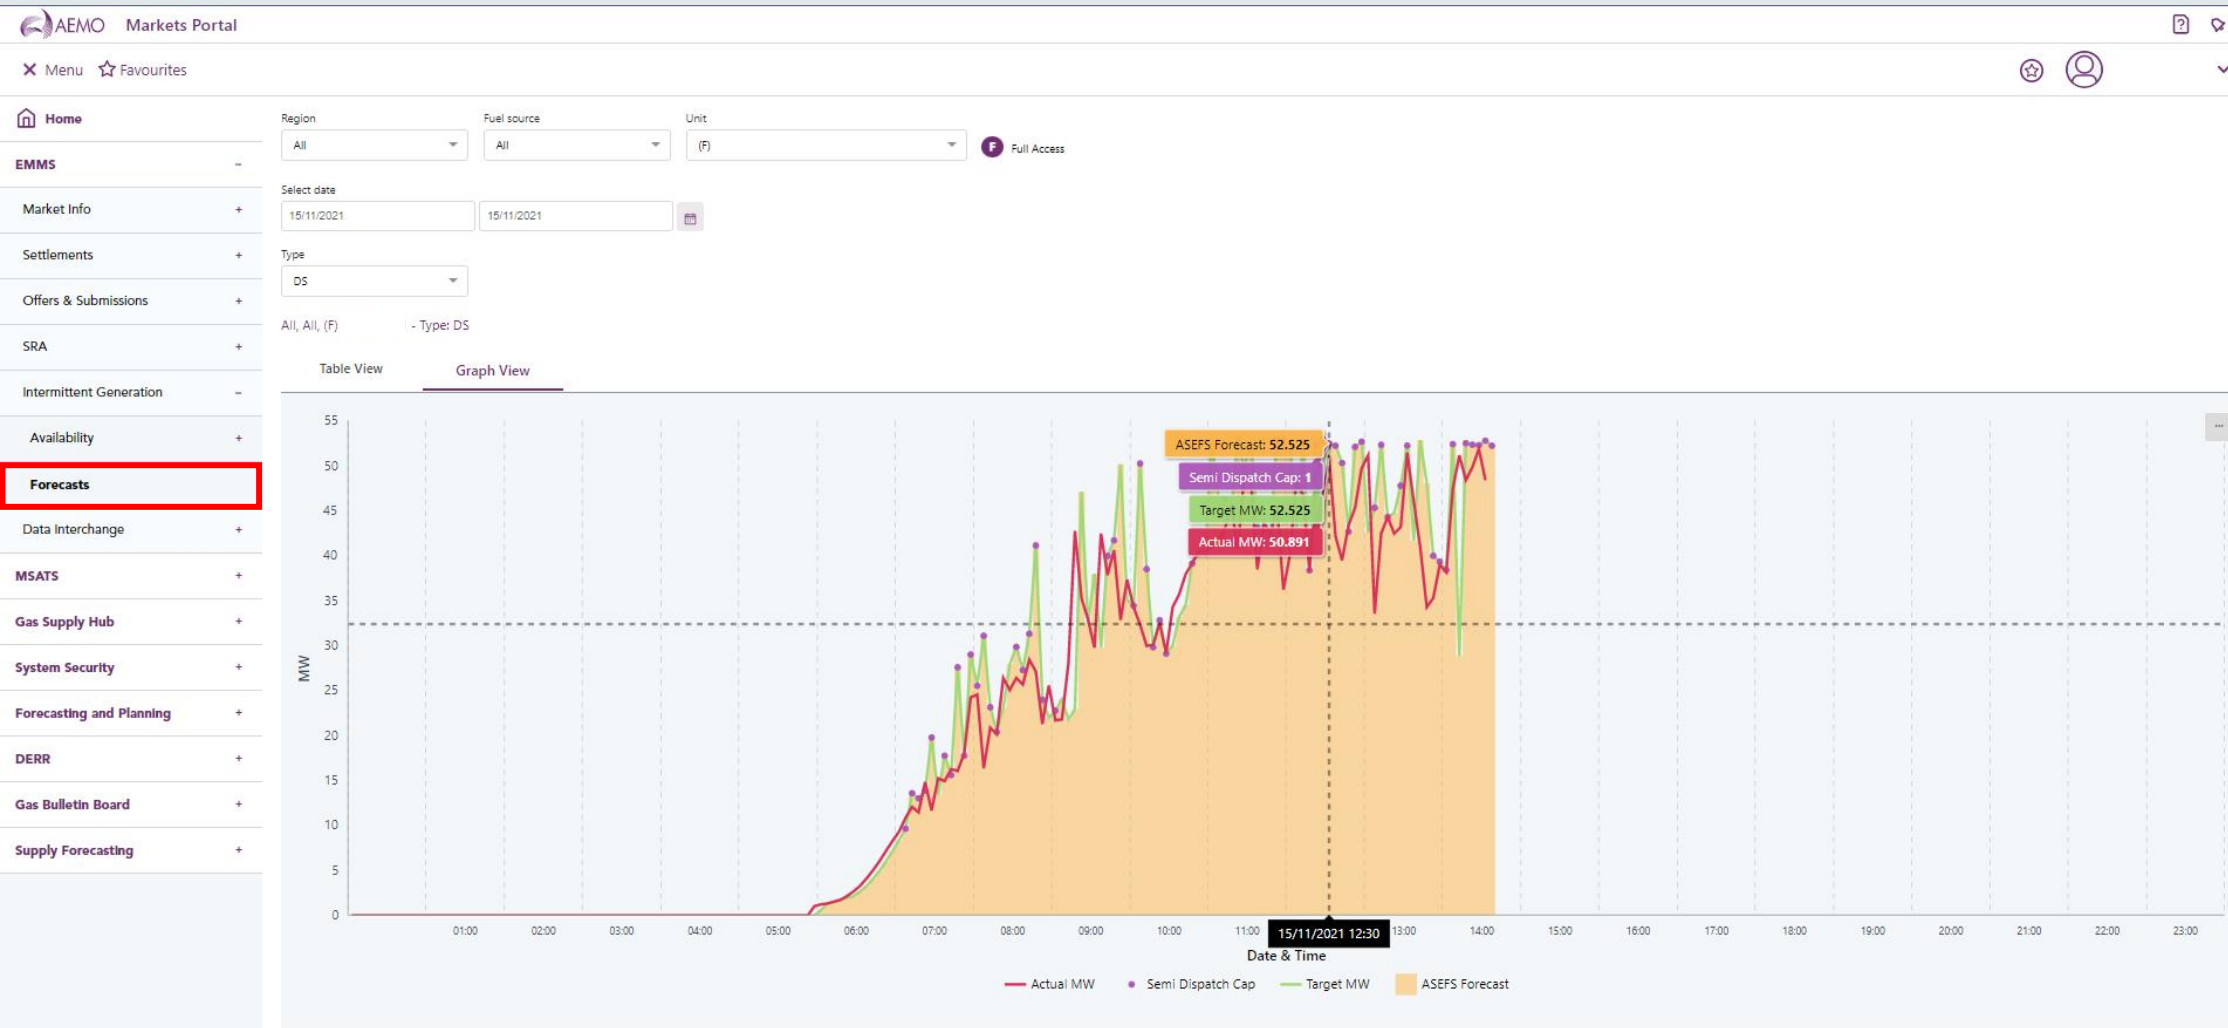 AEMO Markets Portal
Menu Favourites
Home
EMMS
Market Info
Settlements
Offers & Submissions
SRA
Intermittent Generation
Availability
Forecasts
Data Interchange
MSATS
Gas Supply Hub
System Security
Forecasting and Planning
DERR
Gas Bulletin Board
Supply Forecasting
Region Fuel source Unit
All All (F) F Full Access
Select date
15/11/2021 15/11/2021
Type
DS
All, All, (F) - Type: DS
Table View Graph View
55
50
45
40
35
30
25
20
15
10
5
0
MW
ASEFS Forecast: 52.525
Semi Dispatch Cap: 1
Target MW: 52.525
Actual MW: 50.891
01:00 02:00 03:00 04:00 05:00 06:00 07:00 08:00 09:00 10:00 11:00 15/11/2021 12:30 13:00 14:00 15:00 16:00 17:00 18:00 19:00 20:00 21:00 22:00 23:00
Date & Time
Actual MW Semi Dispatch Cap Target MW ASEFS Forecast